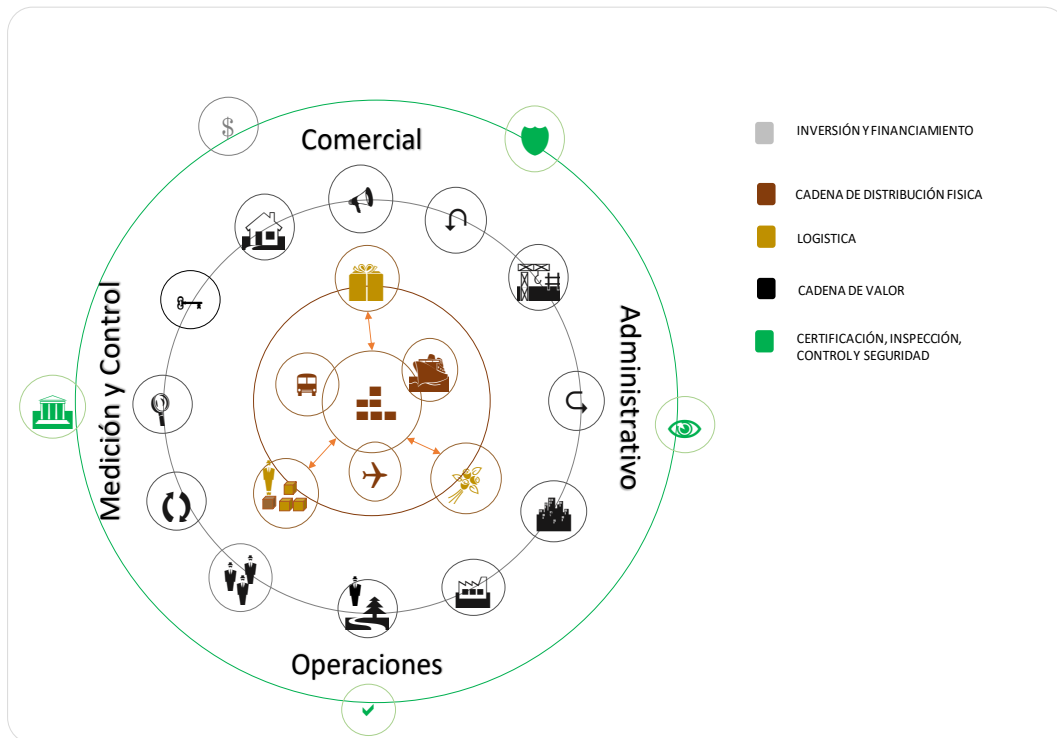 $
Comercial
Medición y Control
Administrativo
Operaciones
INVERSIÓN Y FINANCIAMIENTO
CADENA DE DISTRIBUCIÓN FISICA
LOGISTICA
CADENA DE VALOR
CERTIFICACIÓN, INSPECCIÓN,
CONTROL Y SEGURIDAD